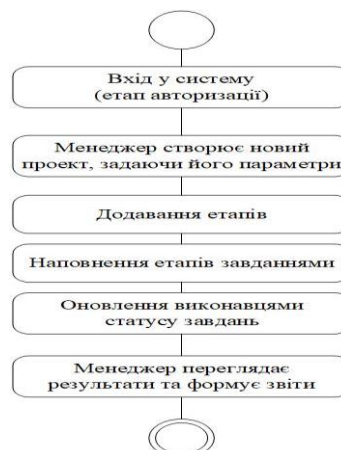 Вхід у систему
(етап авторизації)
Менеджер створює новий
проект, задаючи його параметри
Додавання етапів
Наповнення етапів завданнями
Оновлення виконавцями
статусу завдань
Менеджер переглядає
результати та формує звіти